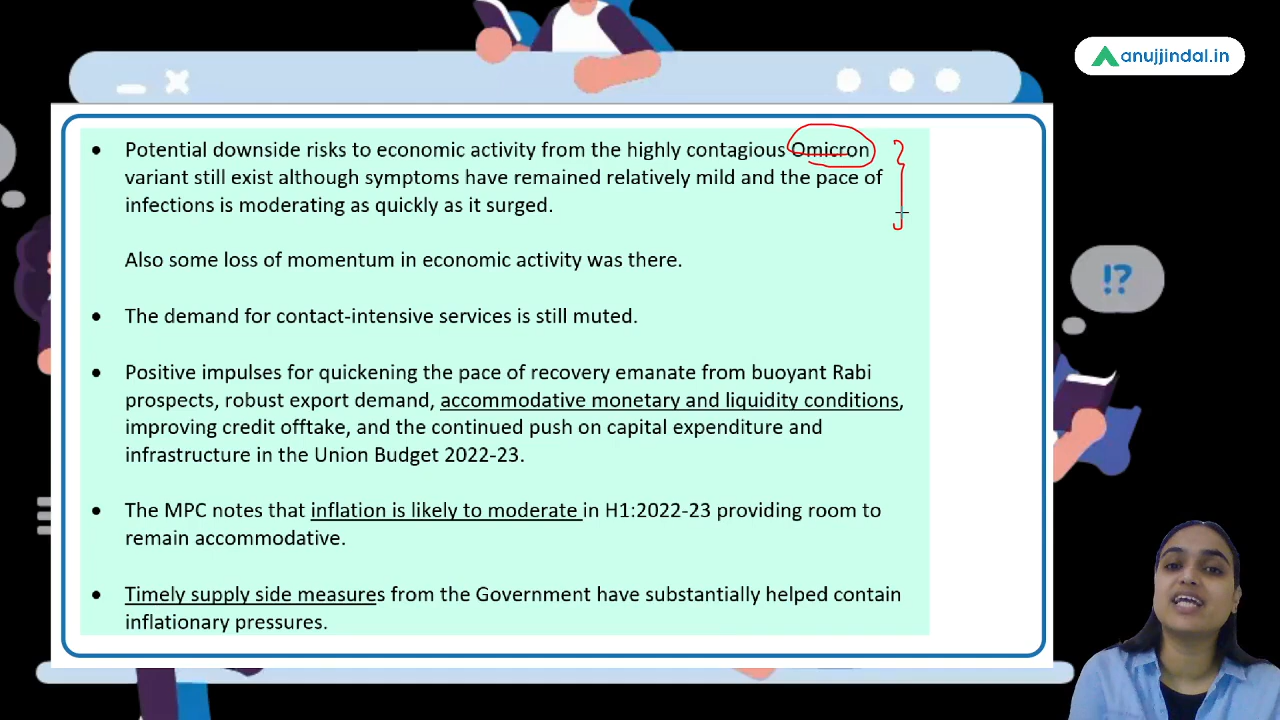 anujjindal.in
• Potential downside risks to economic activity from the highly contagious Omicron
variant still exist although symptoms have remained relatively mild and the pace of
infections is moderating as quickly as it surged.
Also some loss of momentum in economic activity was there.
• The demand for contact-intensive services is still muted.
• Positive impulses for quickening the pace of recovery emanate from buoyant Rabi
prospects, robust export demand, accommodative monetary and liquidity conditions,
improving credit offtake, and the continued push on capital expenditure and
infrastructure in the Union Budget 2022-23.
• The MPC notes that inflation is likely to moderate in H1:2022-23 providing room to
remain accommodative.
• Timely supply side measures from the Government have substantially helped contain
inflationary pressures.
!?